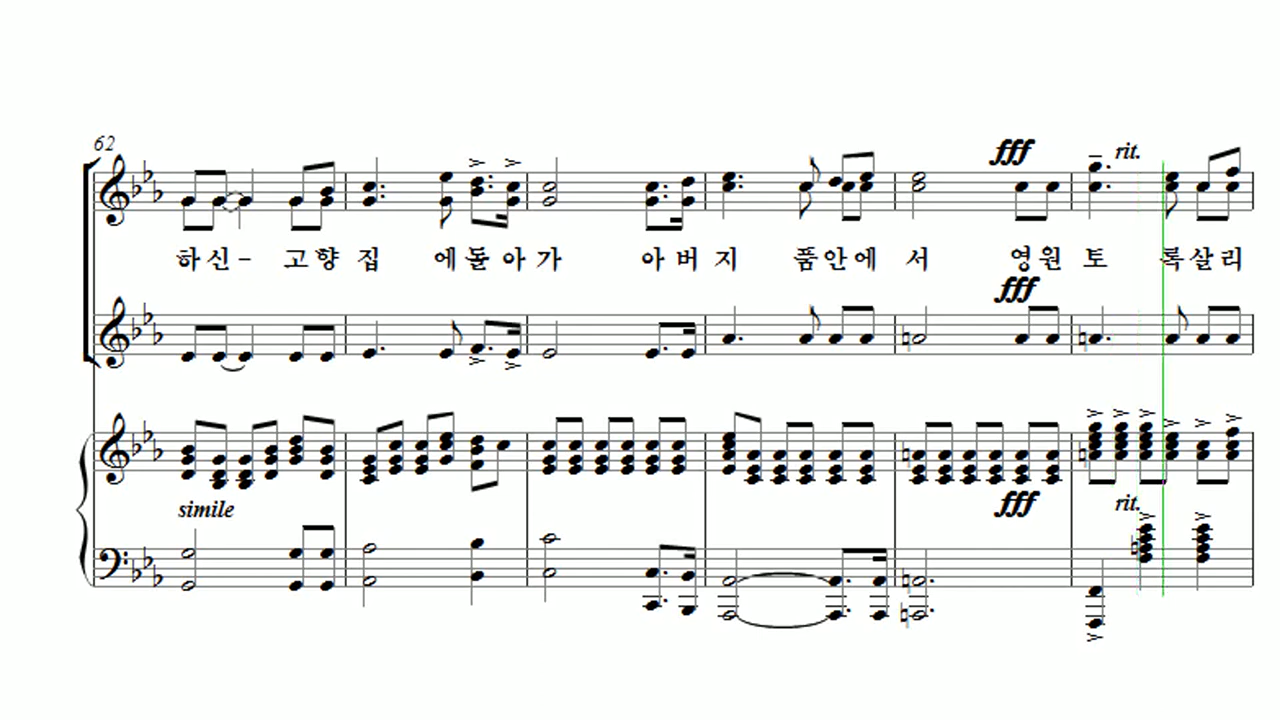 62
fff
rit.
하 신 - 고 향 집 에 돌 아 가 아 버 지 품 안 에 서 영 원 토 록 살 리
fff
simile
fff
rit.